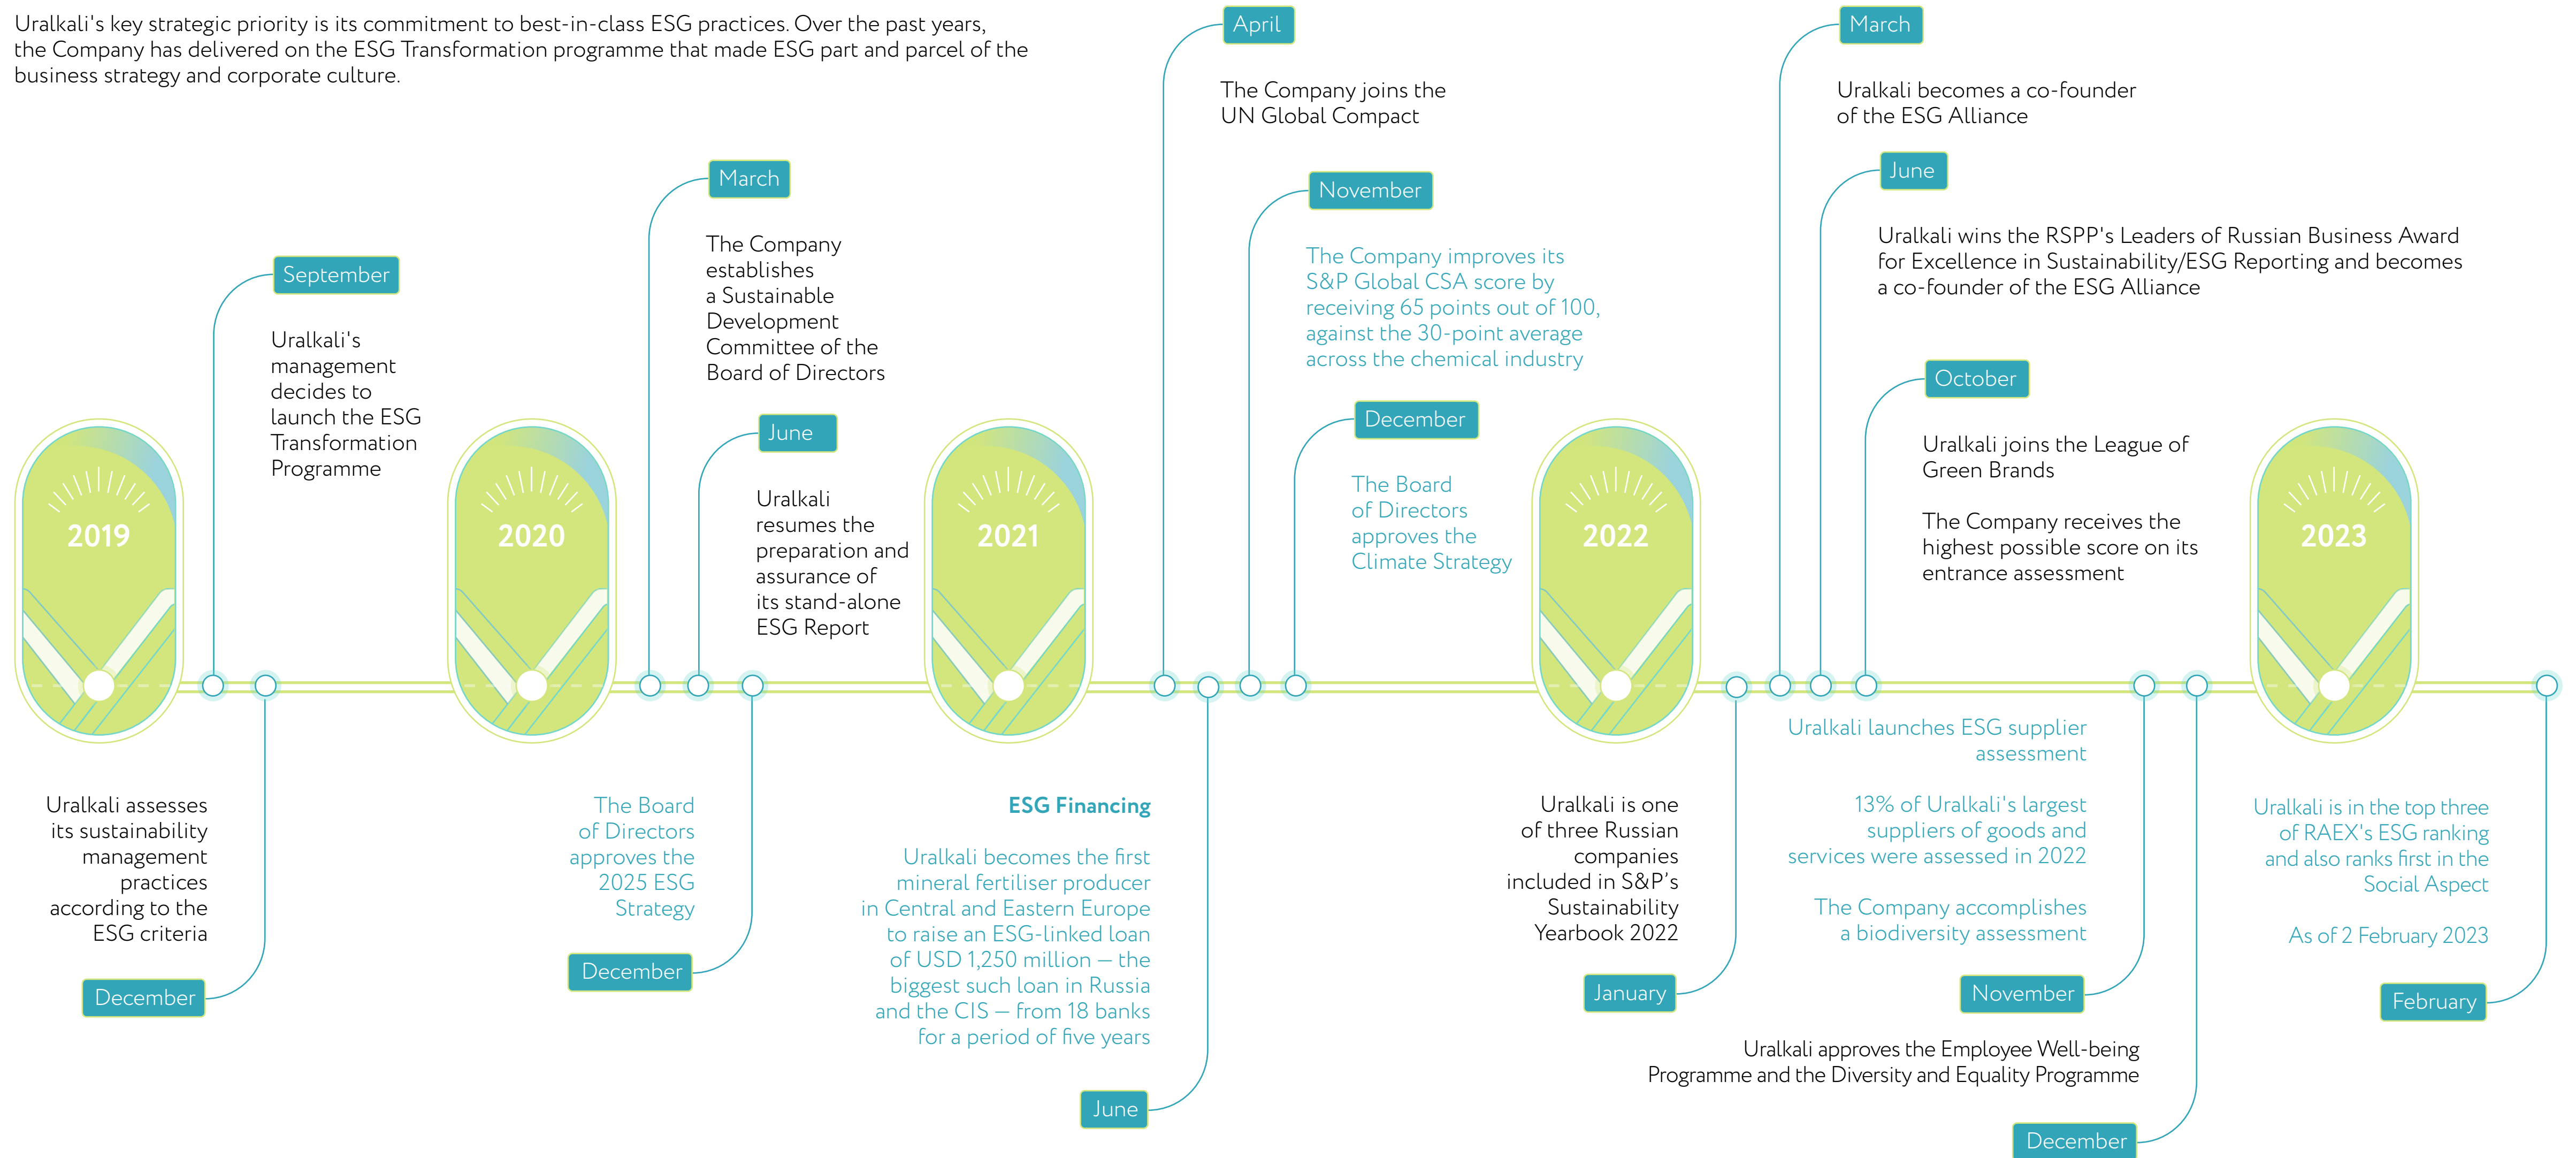 Uralkali's key strategic priority is its commitment to best-in-class ESG practices. Over the past years,
the Company has delivered on the ESG Transformation programme that made ESG part and parcel of the
business strategy and corporate culture.
2019
September
Uralkali's
management
decides to
launch the ESG
Transformation
Programme
Uralkali assesses
its sustainability
management
practices
according to the
ESG criteria
December
2020
March
The Company
establishes
a Sustainable
Development
Committee of the
Board of Directors
June
Uralkali
resumes the
preparation and
assurance of
its stand-alone
ESG Report
The Board
of Directors
approves the
2025 ESG
Strategy
December
2021
April
The Company joins the
UN Global Compact
ESG Financing
Uralkali becomes the first
mineral fertiliser producer
in Central and Eastern Europe
to raise an ESG-linked loan
of USD 1,250 million — the
biggest such loan in Russia
and the CIS — from 18 banks
for a period of five years
June
November
The Company improves its
S&P Global CSA score by
receiving 65 points out of 100,
against the 30-point average
across the chemical industry
December
The Board
of Directors
approves the
Climate Strategy
2022
Uralkali is one
of three Russian
companies
included in S&P’s
Sustainability
Yearbook 2022
January
March
Uralkali becomes a co-founder
of the ESG Alliance
June
Uralkali wins the RSPP's Leaders of Russian Business Award
for Excellence in Sustainability/ESG Reporting and becomes
a co-founder of the ESG Alliance
October
Uralkali joins the League of
Green Brands
The Company receives the
highest possible score on its
entrance assessment
Uralkali launches ESG supplier
assessment
13% of Uralkali's largest
suppliers of goods and
services were assessed in 2022
The Company accomplishes
a biodiversity assessment
November
Uralkali approves the Employee Well-being
Programme and the Diversity and Equality Programme
December
2023
Uralkali is in the top three
of RAEX's ESG ranking
and also ranks first in the
Social Aspect
As of 2 February 2023
February